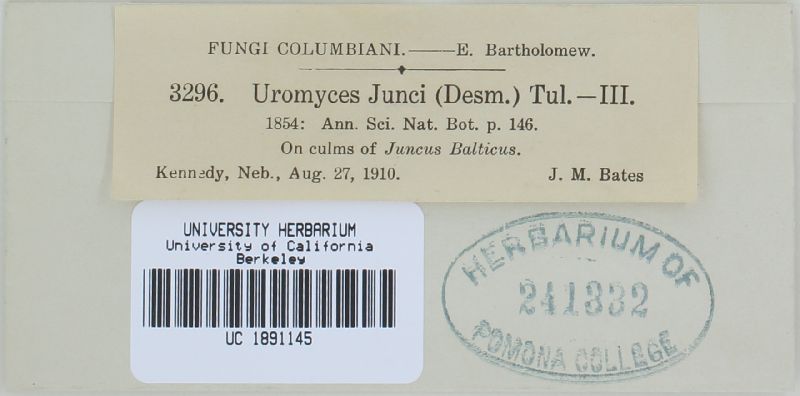 FUNGI COLUMBIANI.——E. Bartholomew.
3296. Uromyces Junci (Desm.) Tul.—III.
1854: Ann. Sci. Nat. Bot. p. 146.
On culms of Juncus Balticus.
Kennedy, Neb., Aug. 27, 1910. J. M. Bates
UNIVERSITY HERBARIUM
University of California
Berkeley
UC 1891145
HERBARIUM OF
241332
POMONA COLLEGE